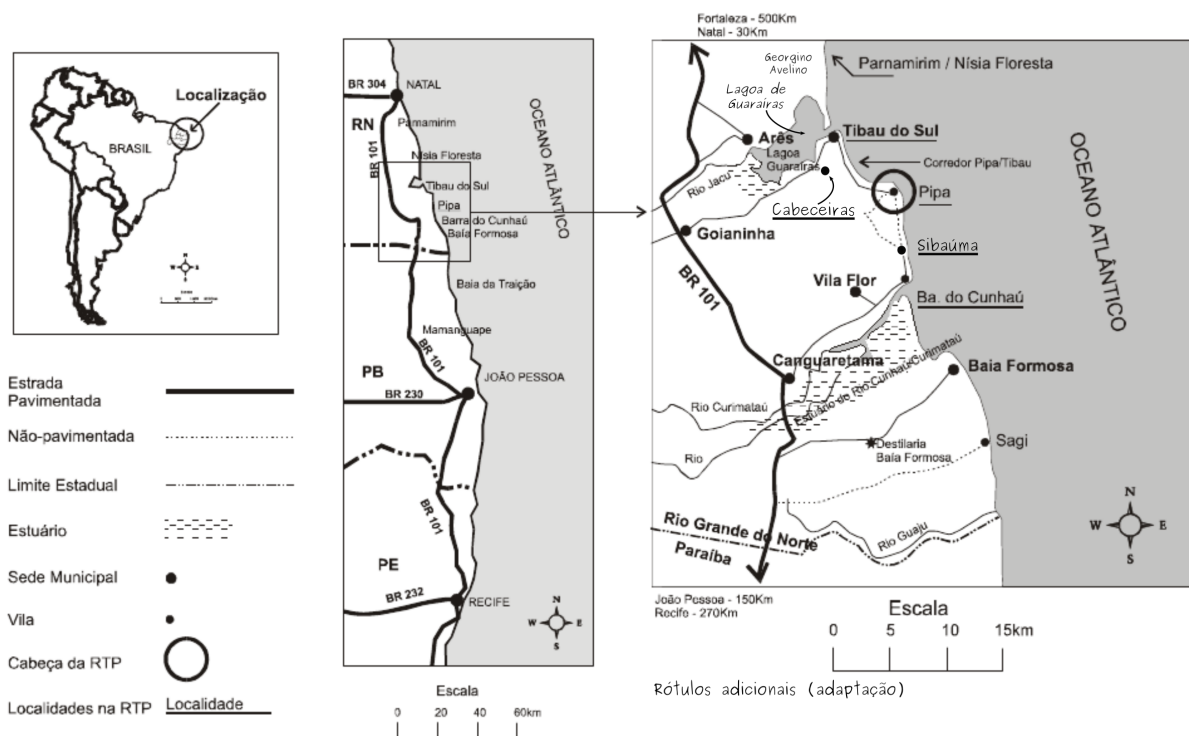 Localização
BRASIL
Estrada
Pavimentada
Não-pavimentada
Limite Estadual
Estuário
Sede Municipal
Vila
Cabeça da RTP
Localidades na RTP
Localidade
BR 304
NATAL
RN
Parnamirim
BR 101
Nísia Floresta
Tibau do Sul
Pipa
Barra do Cunhaú
Baía Formosa
OCEANO ATLÂNTICO
Baia da Traição
Mamanguape
BR 101
PB
JOÃO PESSOA
BR 230
BR 101
PE
BR 232
RECIFE
N
W E
S
Escala
0 20 40 60km
Fortaleza - 500Km
Natal - 30Km
Georgino
Avelino
Parnamirim / Nísia Floresta
Lagoa de
Guarairas
Arês
Tibau do Sul
Lagoa
Guaraíras
Corredor Pipa/Tibau
Rio Jacu
Pipa
Cabeceiras
Goianinha
Sibaúma
OCEANO ATLÂNTICO
BR 101
Vila Flor
Ba. do Cunhaú
Canguaretama
Baia Formosa
Estuário do Rio Cunhaú/Curimataú
Rio Curimataú
Rio
Destilaria
Baía Formosa
Sagi
Rio Grande do Norte
Paraíba
Rio Guaju
N
W E
S
João Pessoa - 150Km
Recife - 270Km
Escala
0 5 10 15km
Rótulos adicionais (adaptação)